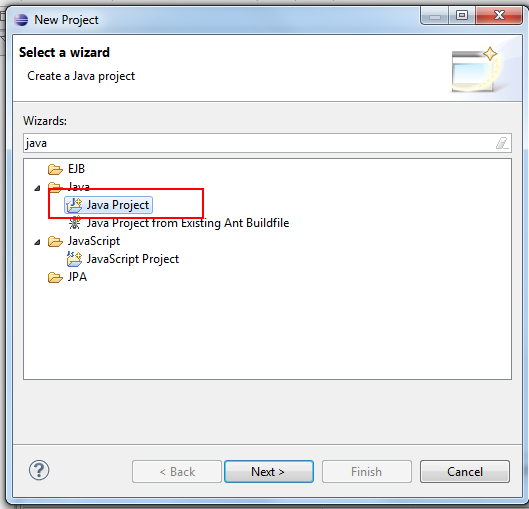 New Project
Select a wizard
Create a Java project
Wizards:
java
EJB
Java
Java Project
Java Project from Existing Ant Buildfile
JavaScript
JavaScript Project
JPA
?
< Back
Next >
Finish
Cancel